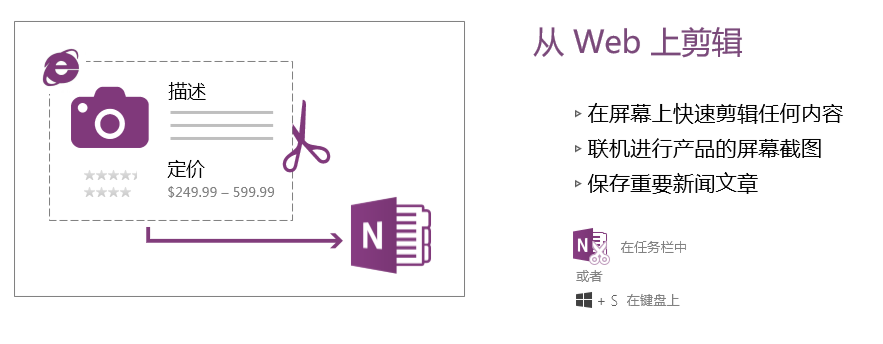 从 Web 上剪辑
描述
定价
$249.99 – 599.99
N
在屏幕上快速剪辑任何内容
联机进行产品的屏幕截图
保存重要新闻文章
N 在任务栏中
或者
+ S 在键盘上